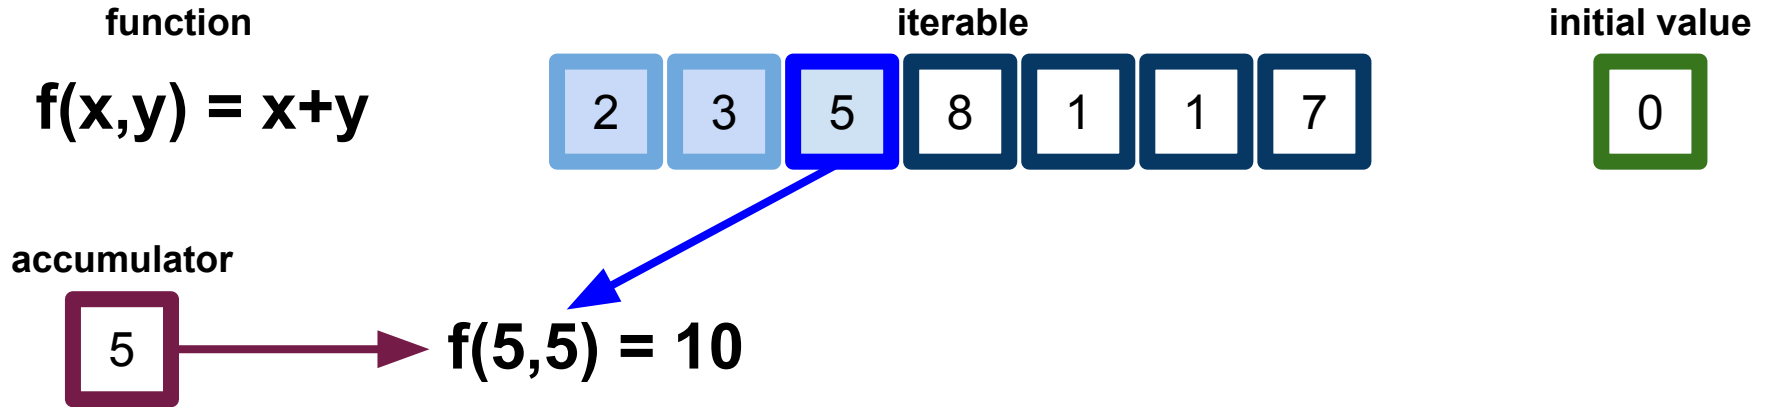 function
iterable
initial value
f(x,y) = x+y
2 3 5 8 1 1 7
0
accumulator
5
f(5,5) = 10